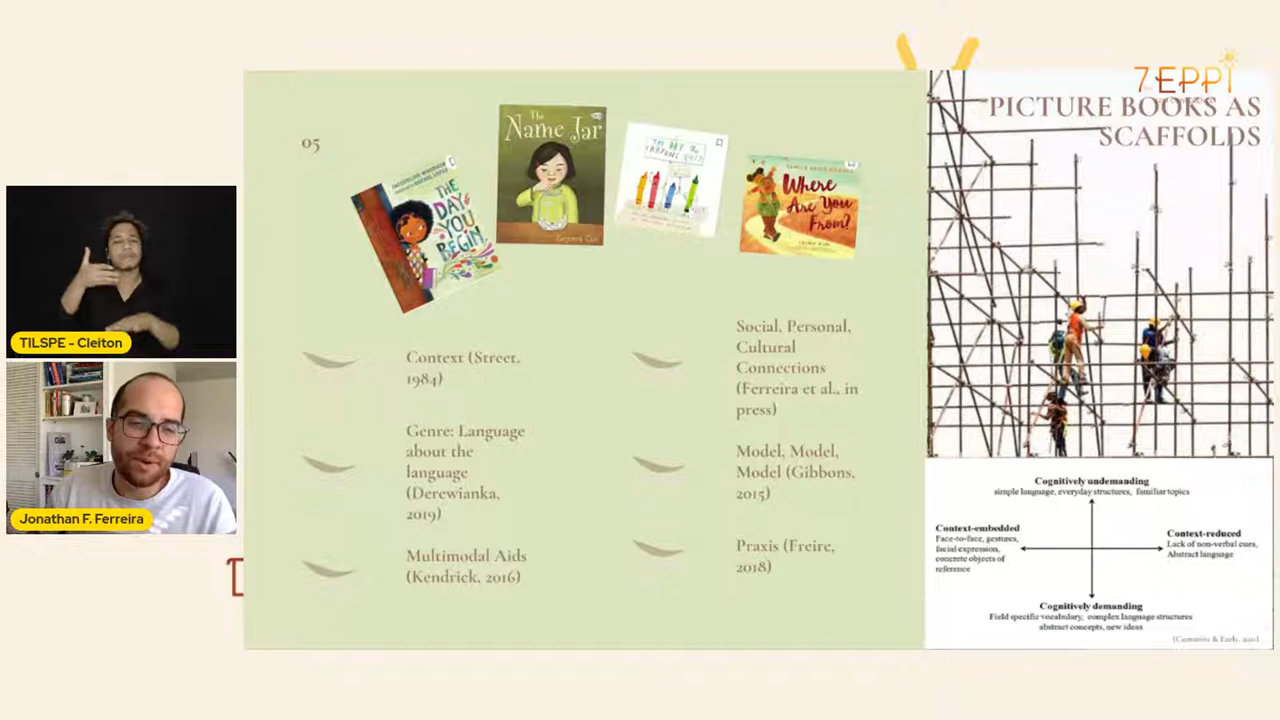 7EPPI
PICTURE BOOKS AS
SCAFFOLDS
05
JACQUELINE WOODSON
THE
DAY
YOU
BEGIN
The
Name Jar
THE
Where
Are You
From?
TILSPE - Cleiton
Jonathan F. Ferreira
Context (Street,
1984)
Genre: Language
about the
language
(Derewianka,
2019)
Multimodal Aids
(Kendrick, 2016)
Social, Personal,
Cultural
Connections
(Ferreira et al., in
press)
Model, Model,
Model (Gibbons,
2015)
Praxis (Freire,
2018)
Cognitively undemanding
simple language, everyday structures, familiar topics
Context-embedded
Face-to-face, gestures,
facial expression,
concrete objects of
reference
Context-reduced
Lack of non-verbal cues,
Abstract language
Cognitively demanding
Field specific vocabulary, complex language structures
abstract concepts, new ideas